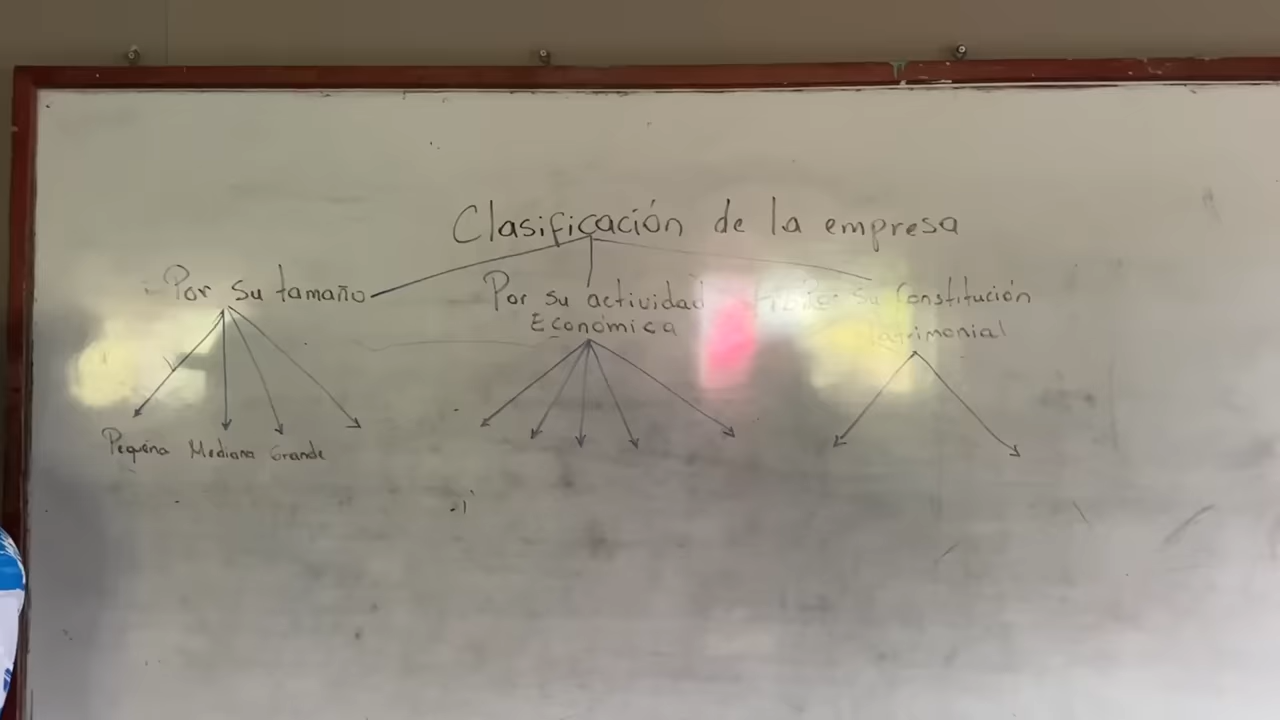 Clasificación de la empresa
Por su tamaño
Por su actividad
Económica
Por su Constitución
Patrimonial
Pequeña Mediana Grande